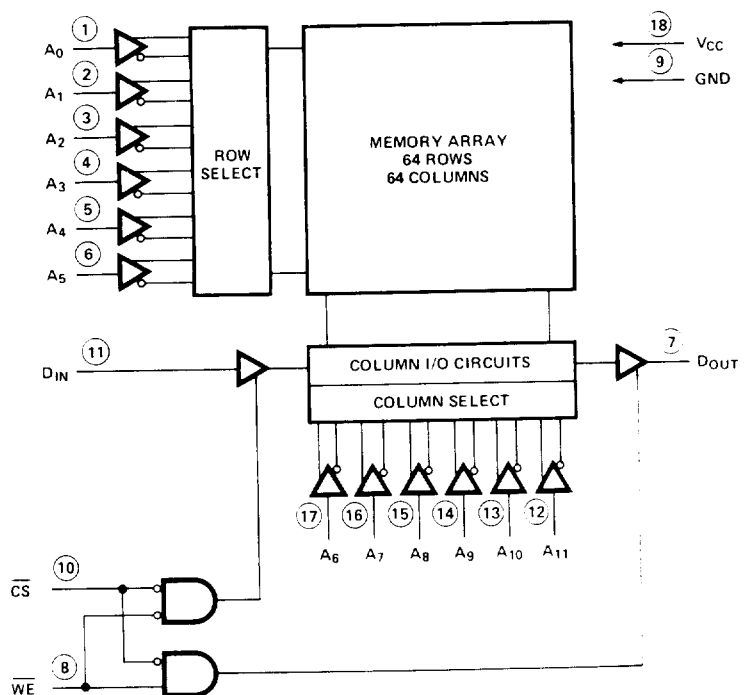 1
A0
2
A1
3
A2
4
A3
5
A4
6
A5
ROW
SELECT
MEMORY ARRAY
64 ROWS
64 COLUMNS
18
VCC
9
GND
11
DIN
COLUMN I/O CIRCUITS
COLUMN SELECT
7
DOUT
17
16
15
14
13
12
A6
A7
A8
A9
A10
A11
10
C̅S̅
8
W̅E̅